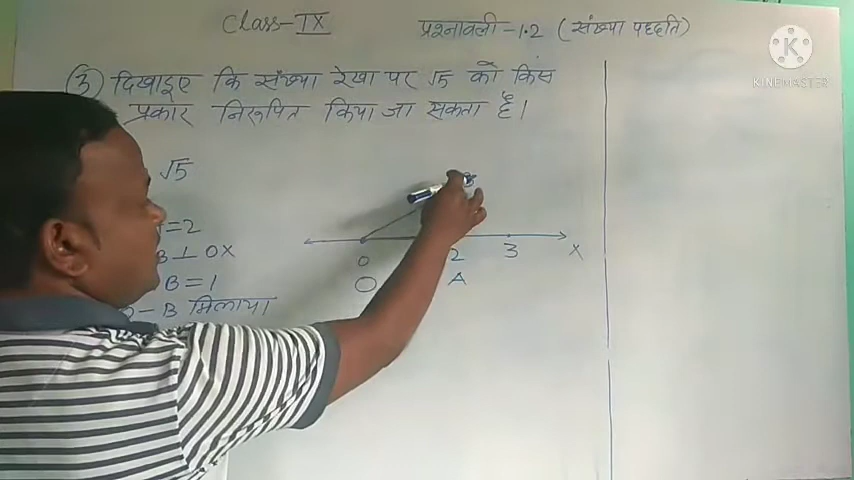 Class-IX
प्रश्नावली-1.2 (संख्या पद्दति)
K
KINEMASTER
③ दिखाइए कि संख्या रेखा पर √5 को किस
प्रकार निरूपित किया जा सकता है।
√5
=2
B ⊥ OX
B=1
B मिलाया।
B
0 2 3 X
O A